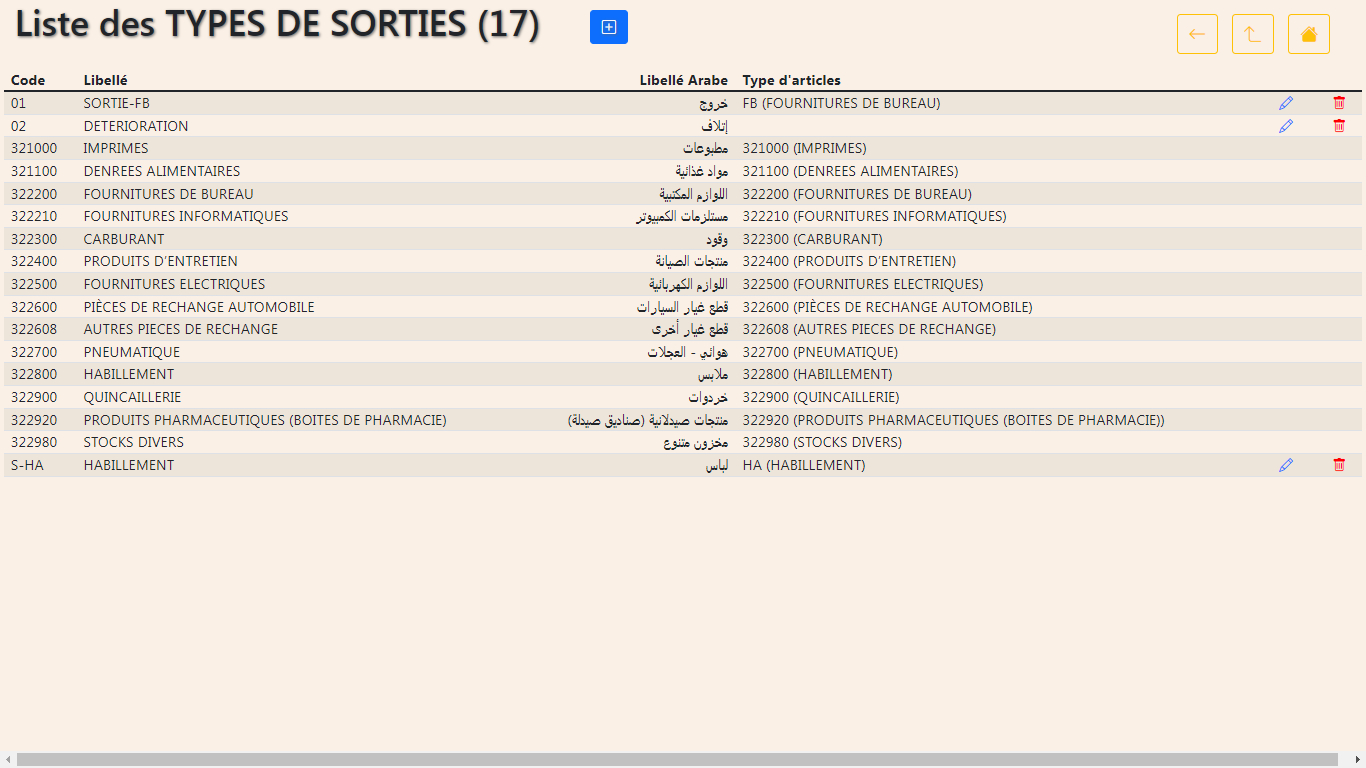 Liste des TYPES DE SORTIES (17)
Code Libellé Libellé Arabe Type d'articles
01 SORTIE-FB خروج FB (FOURNITURES DE BUREAU)
02 DETERIORATION إتلاف
321000 IMPRIMES مطبوعات 321000 (IMPRIMES)
321100 DENREES ALIMENTAIRES مواد غذائية 321100 (DENREES ALIMENTAIRES)
322200 FOURNITURES DE BUREAU اللوازم المكتبية 322200 (FOURNITURES DE BUREAU)
322210 FOURNITURES INFORMATIQUES مستلزمات الكمبيوتر 322210 (FOURNITURES INFORMATIQUES)
322300 CARBURANT وقود 322300 (CARBURANT)
322400 PRODUITS D'ENTRETIEN منتجات الصيانة 322400 (PRODUITS D'ENTRETIEN)
322500 FOURNITURES ELECTRIQUES اللوازم الكهربائية 322500 (FOURNITURES ELECTRIQUES)
322600 PIÈCES DE RECHANGE AUTOMOBILE قطع غيار السيارات 322600 (PIÈCES DE RECHANGE AUTOMOBILE)
322608 AUTRES PIECES DE RECHANGE قطع غيار أخرى 322608 (AUTRES PIECES DE RECHANGE)
322700 PNEUMATIQUE هوائي - العجلات 322700 (PNEUMATIQUE)
322800 HABILLEMENT ملابس 322800 (HABILLEMENT)
322900 QUINCAILLERIE خردوات 322900 (QUINCAILLERIE)
322920 PRODUITS PHARMACEUTIQUES (BOITES DE PHARMACIE) منتجات صيدلانية (صناديق صيدلة) 322920 (PRODUITS PHARMACEUTIQUES (BOITES DE PHARMACIE))
322980 STOCKS DIVERS مخزون متنوع 322980 (STOCKS DIVERS)
S-HA HABILLEMENT لباس HA (HABILLEMENT)